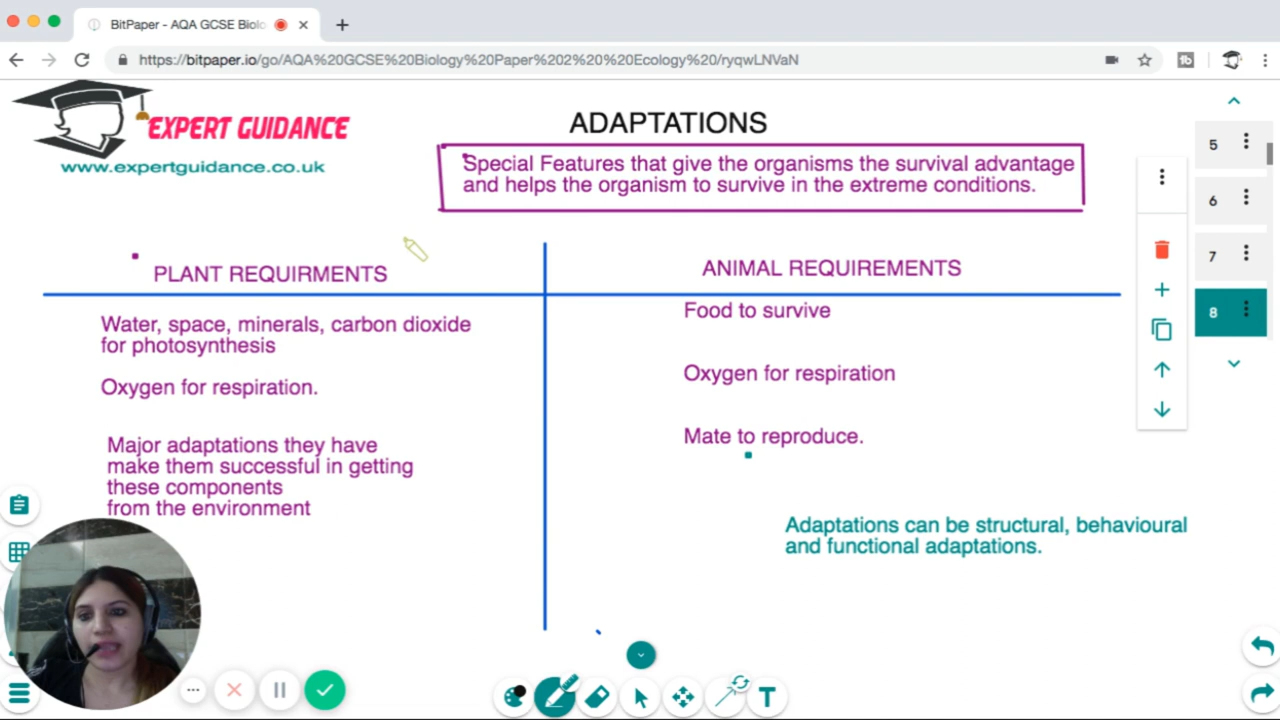 BitPaper - AQA GCSE Biolo
https://bitpaper.io/go/AQA%20GCSE%20Biology%20Paper%202%20%20Ecology%20/ryqwLNVaN
EXPERT GUIDANCE
www.expertguidance.co.uk
ADAPTATIONS
Special Features that give the organisms the survival advantage
and helps the organism to survive in the extreme conditions.
PLANT REQUIRMENTS
Water, space, minerals, carbon dioxide
for photosynthesis
Oxygen for respiration.
Major adaptations they have
make them successful in getting
these components
from the environment
ANIMAL REQUIREMENTS
Food to survive
Oxygen for respiration
Mate to reproduce.
Adaptations can be structural, behavioural
and functional adaptations.
5
6
7
8
T